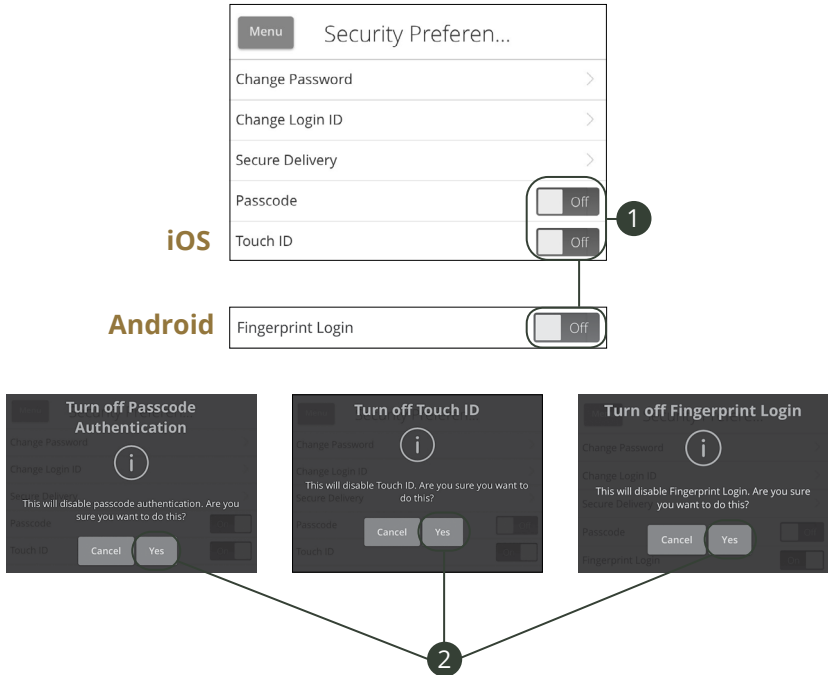 Menu
Security Preferen...
Change Password
Change Login ID
Secure Delivery
Passcode
Off
1
iOS
Touch ID
Off
Android
Fingerprint Login
Off
Turn off Passcode
Authentication
Change Password
Change Login ID
Secure Delivery
This will disable passcode authentication. Are you
sure you want to do this?
Passcode
Touch ID
Cancel
Yes
Turn off Touch ID
Change Password
Change Login ID
This will disable Touch ID. Are you sure you want to
do this?
Secure Delivery
Passcode
Cancel
Yes
Touch ID
Turn off Fingerprint Login
Change Password
Change Login ID
This will disable Fingerprint Login. Are you sure
you want to do this?
Secure Delivery
Passcode
Cancel
Yes
Fingerprint Login
2